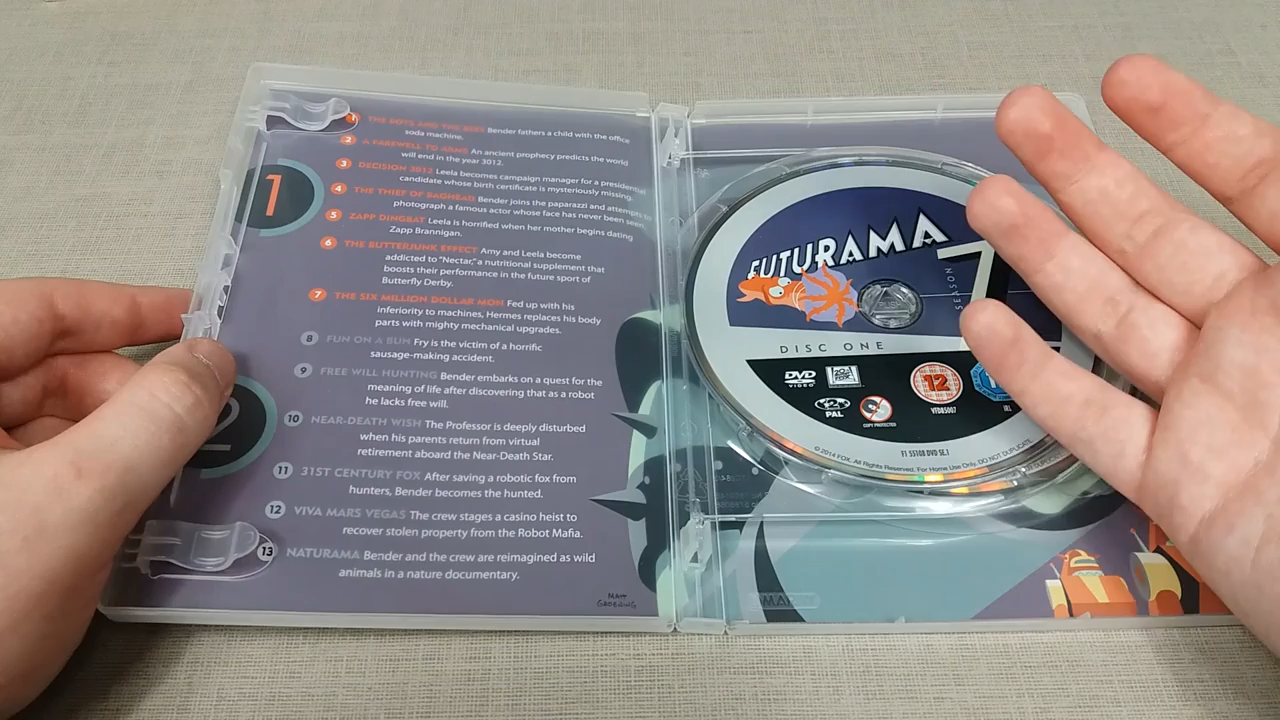 1 THE BOTS AND THE BEES Bender fathers a child with the office
soda machine.
2 A FAREWELL TO ARMS An ancient prophecy predicts the world
will end in the year 3012.
3 DECISION 3012 Leela becomes campaign manager for a presidential
candidate whose birth certificate is mysteriously missing.
4 THE THIEF OF BAGHEAD Bender joins the paparazzi and attempts to
photograph a famous actor whose face has never been seen.
5 ZAPP DINGBAT Leela is horrified when her mother begins dating
Zapp Brannigan.
6 THE BUTTERJUNK EFFECT Amy and Leela become
addicted to "Nectar," a nutritional supplement that
boosts their performance in the future sport of
Butterfly Derby.
7 THE SIX MILLION DOLLAR MON Fed up with his
inferiority to machines, Hermes replaces his body
parts with mighty mechanical upgrades.
8 FUN ON A BUN Fry is the victim of a horrific
sausage-making accident.
9 FREE WILL HUNTING Bender embarks on a quest for the
meaning of life after discovering that as a robot
he lacks free will.
10 NEAR-DEATH WISH The Professor is deeply disturbed
when his parents return from virtual
retirement aboard the Near-Death Star.
11 31ST CENTURY FOX After saving a robotic fox from
hunters, Bender becomes the hunted.
12 VIVA MARS VEGAS The crew stages a casino heist to
recover stolen property from the Robot Mafia.
13 NATURAMA Bender and the crew are reimagined as wild
animals in a nature documentary.
1
2
MATT
GROENING
FUTURAMA
SEASON 7
PUSH
DISC ONE
DVD
VIDEO
FOX
12
VFD85007
2
PAL
COPY PROTECTED
IRL
F1 55108 DVD SE.1
© 2014 FOX. All Rights Reserved. For Home Use Only. DO NOT DUPLICATE.